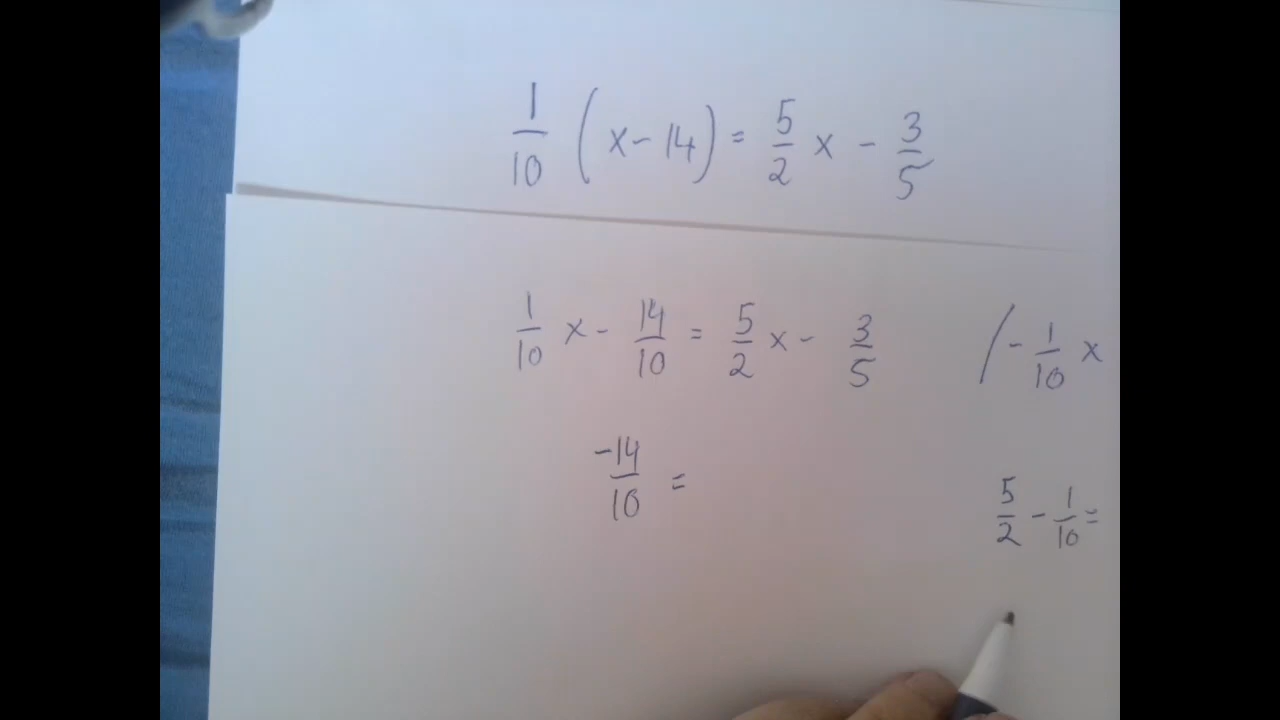 1/10 (x-14) = 5/2 x - 3/5
1/10 x - 14/10 = 5/2 x - 3/5 / - 1/10 x
-14/10 =
5/2 - 1/10 =